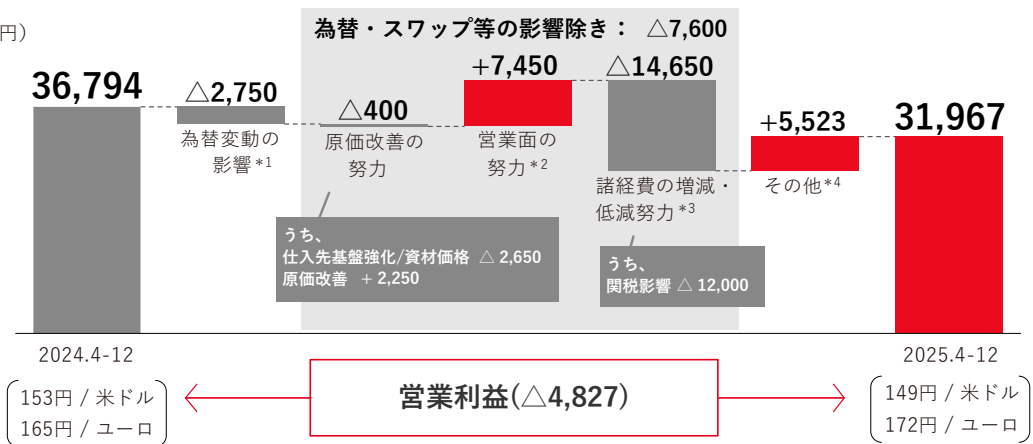 円）
為替・スワップ等の影響除き： △7,600
36,794
△2,750
為替変動の
影響*1
△400
原価改善の
努力
+7,450
営業面の
努力*2
△14,650
諸経費の増減・
低減努力*3
+5,523
その他*4
31,967
うち、
仕入先基盤強化/資材価格 △ 2,650
原価改善 + 2,250
うち、
関税影響 △ 12,000
2024.4-12
153円 / 米ドル
165円 / ユーロ
営業利益(△4,827)
2025.4-12
149円 / 米ドル
172円 / ユーロ